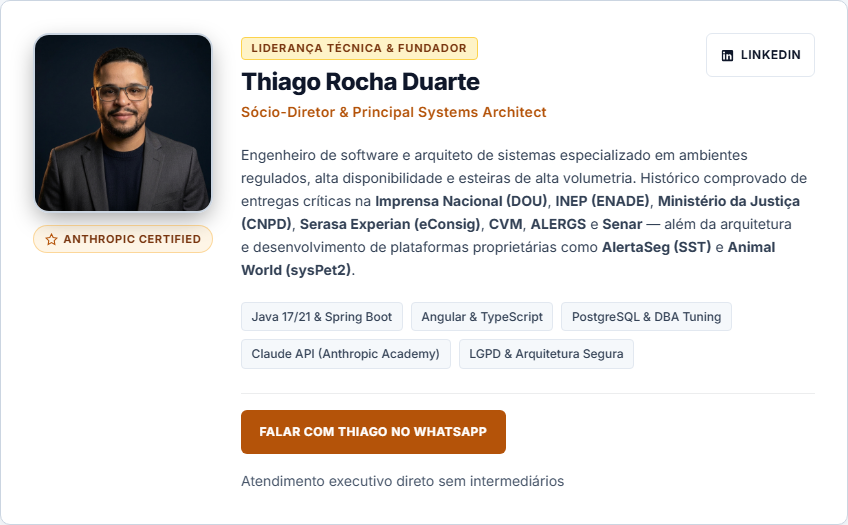 LIDERANÇA TÉCNICA & FUNDADOR
LINKEDIN
Thiago Rocha Duarte
Sócio-Diretor & Principal Systems Architect
ANTHROPIC CERTIFIED
Engenheiro de software e arquiteto de sistemas especializado em ambientes
regulados, alta disponibilidade e esteiras de alta volumetria. Histórico comprovado de
entregas críticas na Imprensa Nacional (DOU), INEP (ENADE), Ministério da Justiça
(CNPD), Serasa Experian (eConsig), CVM, ALERGS e Senar — além da arquitetura
e desenvolvimento de plataformas proprietárias como AlertaSeg (SST) e Animal
World (sysPet2).
Java 17/21 & Spring Boot
Angular & TypeScript
PostgreSQL & DBA Tuning
Claude API (Anthropic Academy)
LGPD & Arquitetura Segura
FALAR COM THIAGO NO WHATSAPP
Atendimento executivo direto sem intermediários